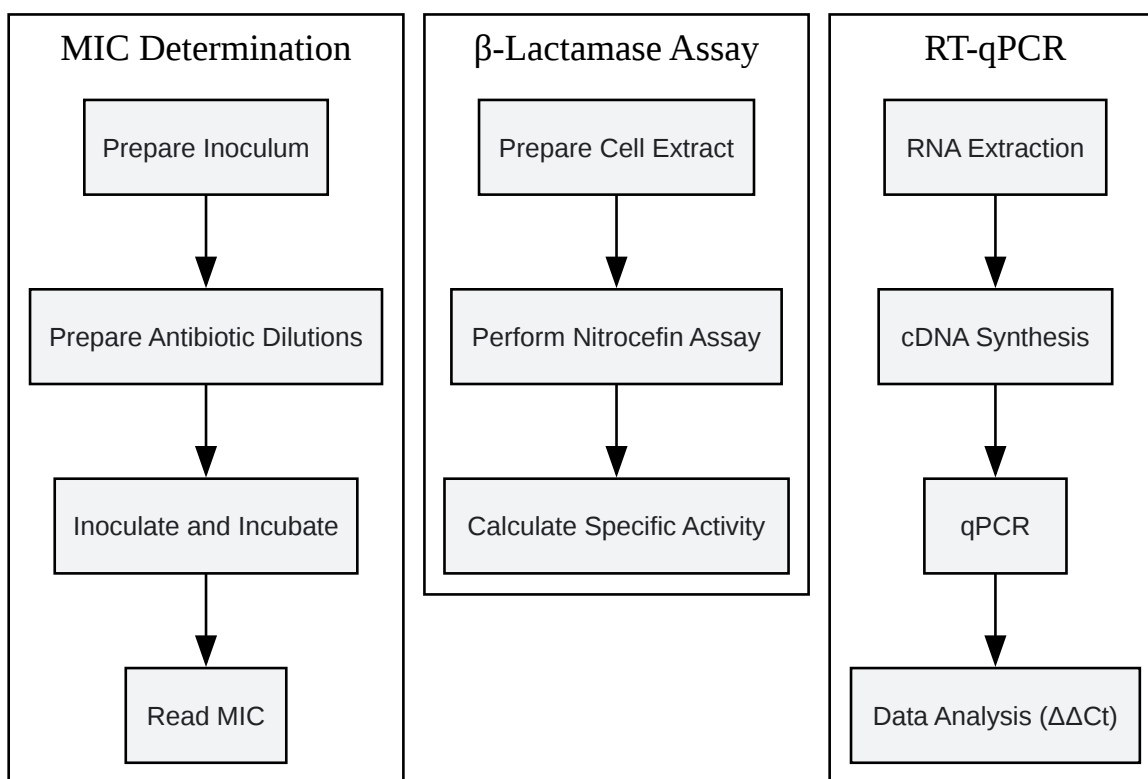 MIC Determination
Prepare Inoculum
Prepare Antibiotic Dilutions
Inoculate and Incubate
Read MIC
β-Lactamase Assay
Prepare Cell Extract
Perform Nitrocefin Assay
Calculate Specific Activity
RT-qPCR
RNA Extraction
cDNA Synthesis
qPCR
Data Analysis (ΔΔCt)